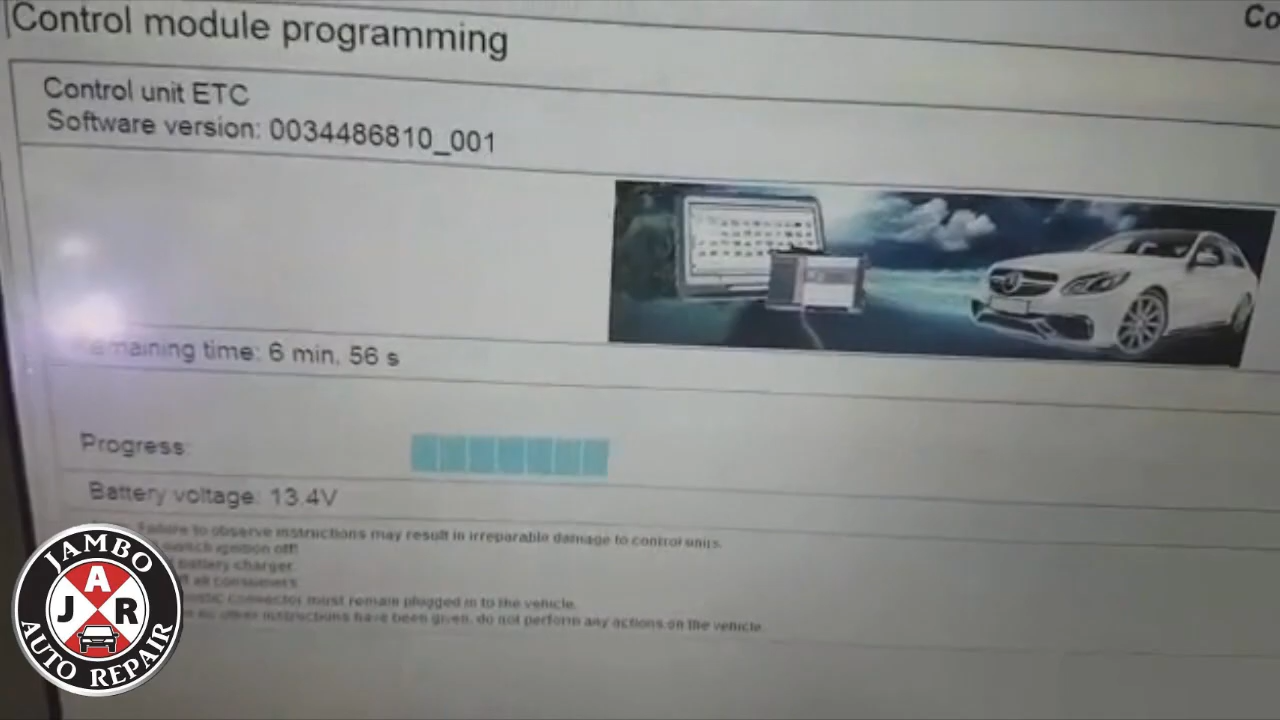 Control module programming
Co
Control unit ETC
Software version: 0034486810_001
Remaining time: 6 min. 56 s
Progress:
Battery voltage: 13.4V
Failure to observe instructions may result in irreparable damage to control units.
switch ignition off!
battery charger.
all consumers
connector must remain plugged in to the vehicle.
no other instructions have been given, do not perform any actions on the vehicle.
JAMBO
A
J R
AUTO REPAIR